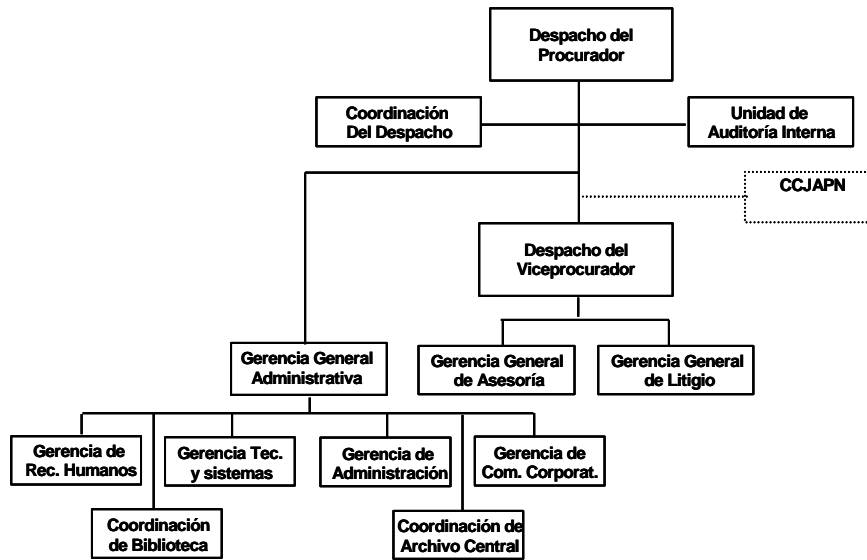 Despacho del
Procurador
Coordinación
Del Despacho
Unidad de
Auditoría Interna
CCJAPN
Despacho del
Viceprocurador
Gerencia General
Administrativa
Gerencia General
de Asesoría
Gerencia General
de Litigio
Gerencia de
Rec. Humanos
Gerencia Tec.
y sistemas
Gerencia de
Administración
Gerencia de
Com. Corporat.
Coordinación
de Biblioteca
Coordinación de
Archivo Central